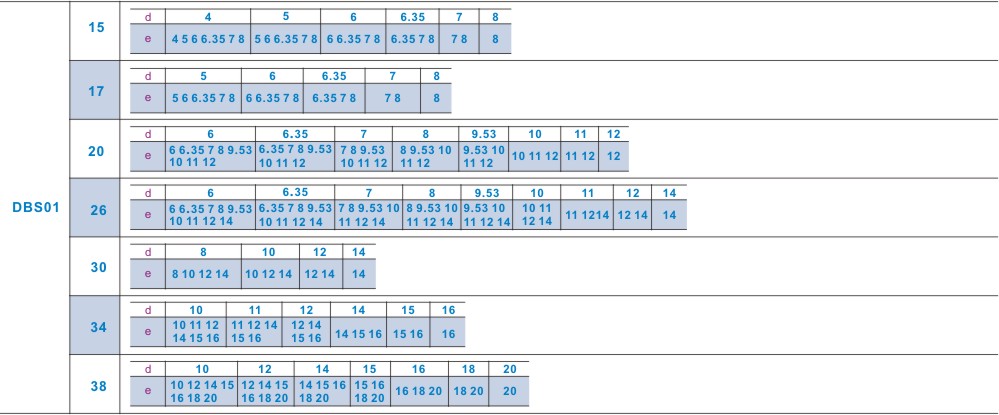 DBS01
15
d 4 5 6 6.35 7 8
e 4 5 6 6.35 7 8 5 6 6.35 7 8 6 6.35 7 8 6.35 7 8 7 8 8
17
d 5 6 6.35 7 8
e 5 6 6.35 7 8 6 6.35 7 8 6.35 7 8 7 8 8
20
d 6 6.35 7 8 9.53 10 11 12
e 6 6.35 7 8 9.53 6.35 7 8 9.53 7 8 9.53 8 9.53 10 9.53 10 10 11 12 11 12 12
10 11 12 10 11 12 10 11 12 11 12 11 12
26
d 6 6.35 7 8 9.53 10 11 12 14
e 6 6.35 7 8 9.53 6.35 7 8 9.53 7 8 9.53 10 8 9.53 10 9.53 10 10 11 11 1214 12 14 14
10 11 12 14 10 11 12 14 11 12 14 11 12 14 11 12 14 12 14
30
d 8 10 12 14
e 8 10 12 14 10 12 14 12 14 14
34
d 10 11 12 14 15 16
e 10 11 12 11 12 14 12 14 14 15 16 15 16 16
14 15 16 15 16 15 16
38
d 10 12 14 15 16 18 20
e 10 12 14 15 12 14 15 14 15 16 15 16 16 18 20 18 20 20
16 18 20 16 18 20 18 20 18 20